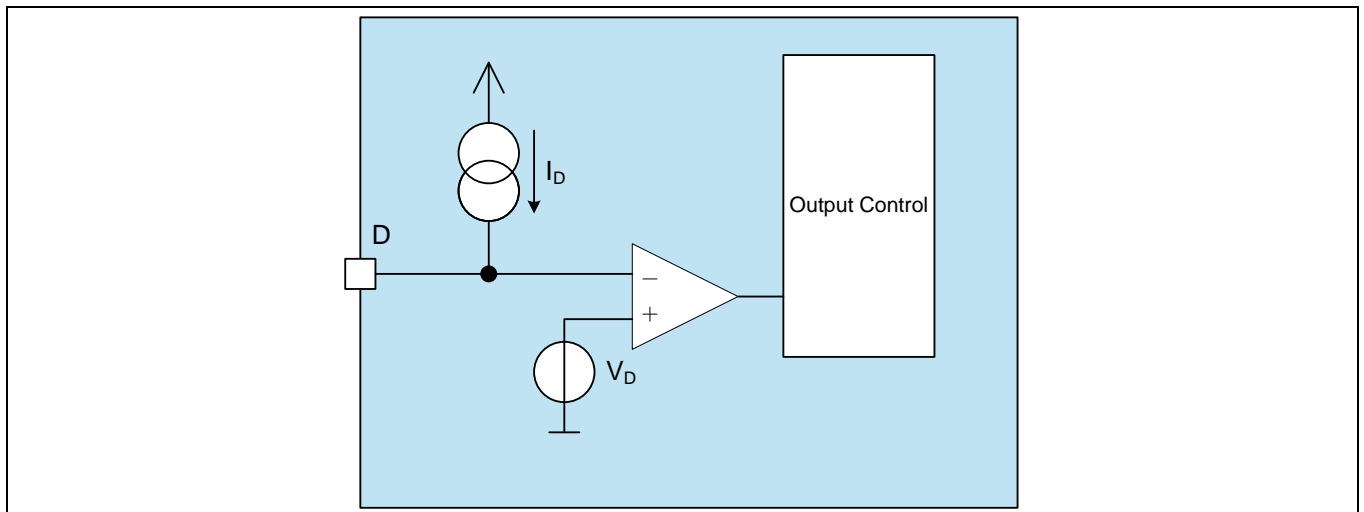 I_D
D
Output Control
−
+
V_D